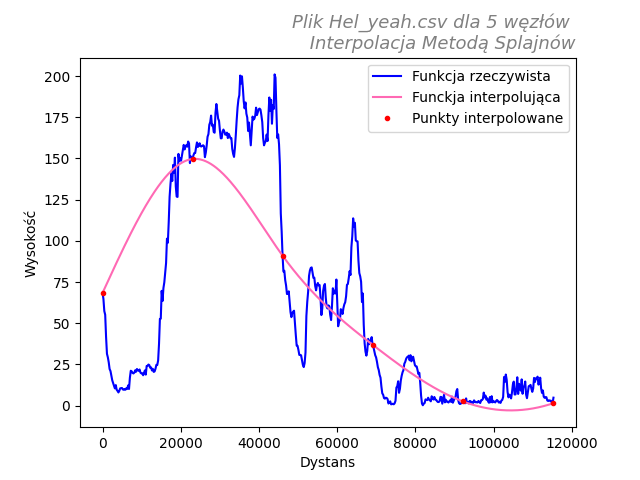 Plik Hel_yeah.csv dla 5 węzłów
Interpolacja Metodą Splajnów
Funkcja rzeczywista
Funckja interpolująca
Punkty interpolowane
Wysokość
200
175
150
125
100
75
50
25
0
0
20000
40000
60000
80000
100000
120000
Dystans